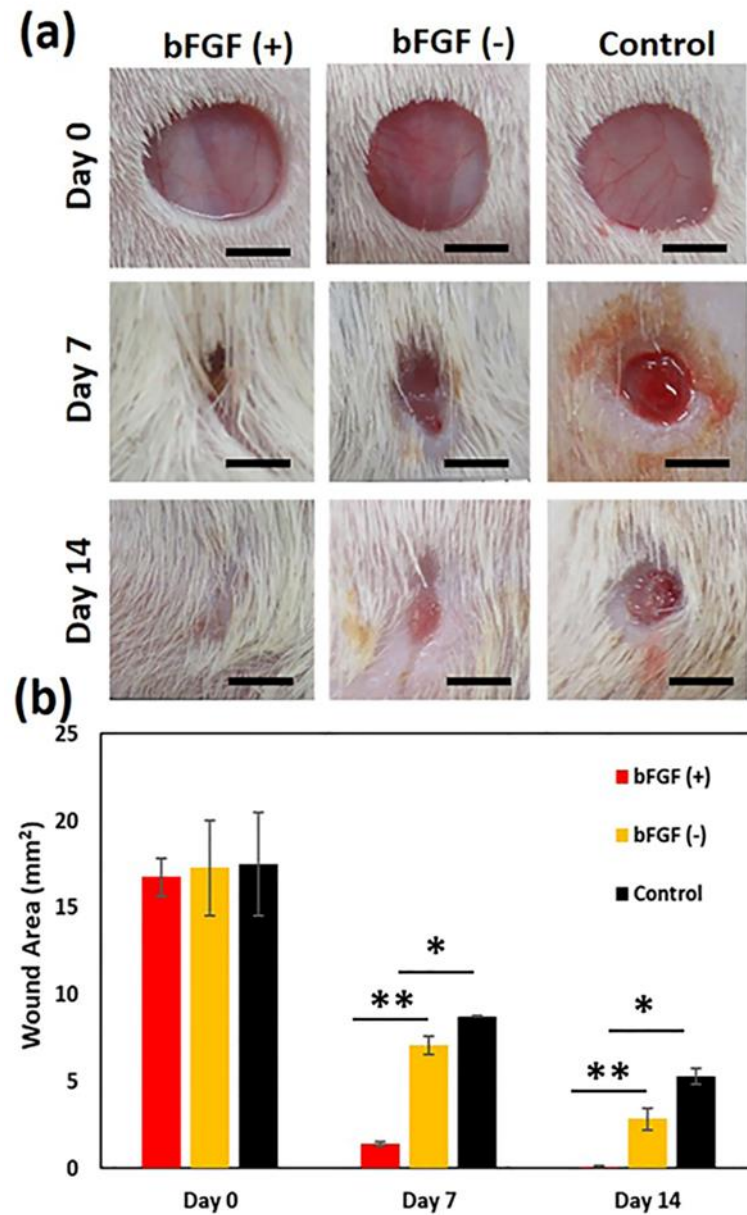 (a)
bFGF (+) bFGF (-) Control
Day 0
Day 7
Day 14
(b)
25
20
15
10
5
0
Wound Area (mm²)
bFGF (+)
bFGF (-)
Control
*
**
*
**
Day 0 Day 7 Day 14